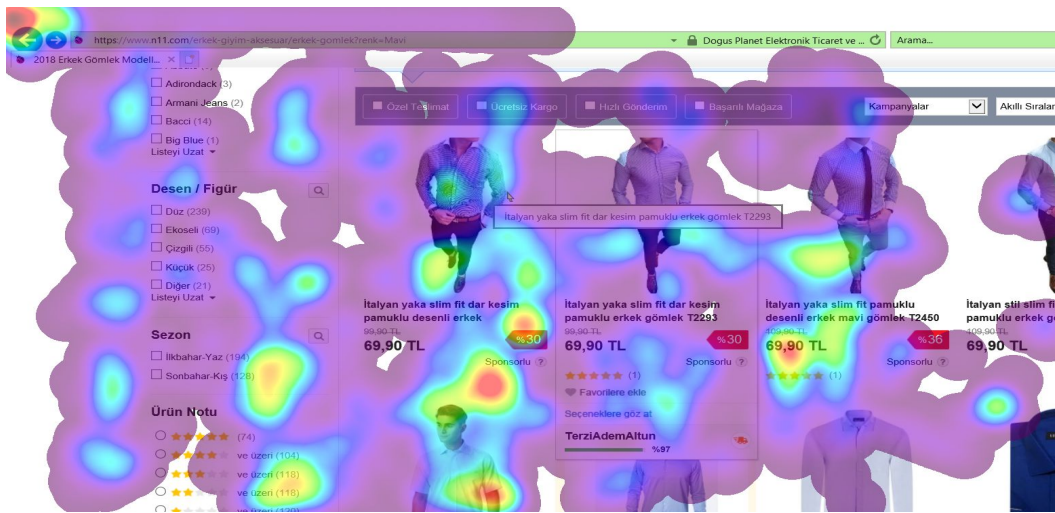 https://www.n11.com/erkek-giyim-aksesuar/erkek-gomlek?renk=Mavi
Dogus Planet Elektronik Ticaret ve ...
Arama...
2018 Erkek Gömlek Modell...
Adirondack (3)
Armani Jeans (2)
Bacci (14)
Big Blue (1)
Listeyi Uzat
Özel Teslimat
Ücretsiz Kargo
Hızlı Gönderim
Başarılı Mağaza
Kampanyalar
Akıllı Sıralam
Desen / Figür
Düz (239)
Ekoseli (69)
Çizgili (55)
Küçük (25)
Diğer (21)
Listeyi Uzat
Sezon
İlkbahar-Yaz (194)
Sonbahar-Kış (128)
Ürün Notu
(74)
ve üzeri (104)
ve üzeri (118)
ve üzeri (118)
ve üzeri (120)
İtalyan yaka slim fit dar kesim pamuklu erkek gömlek T2293
İtalyan yaka slim fit dar kesim
pamuklu desenli erkek
99,90 TL
69,90 TL
%30
Sponsorlu ?
İtalyan yaka slim fit dar kesim
pamuklu erkek gömlek T2293
99,90 TL
69,90 TL
%30
Sponsorlu ?
(1)
Favorilere ekle
Seçeneklere göz at
TerziAdemAltun
%97
İtalyan yaka slim fit pamuklu
desenli erkek mavi gömlek T2450
109,90 TL
69,90 TL
%36
Sponsorlu ?
(1)
İtalyan stil slim fi
pamuklu erkek gö
109,90 TL
69,90 TL